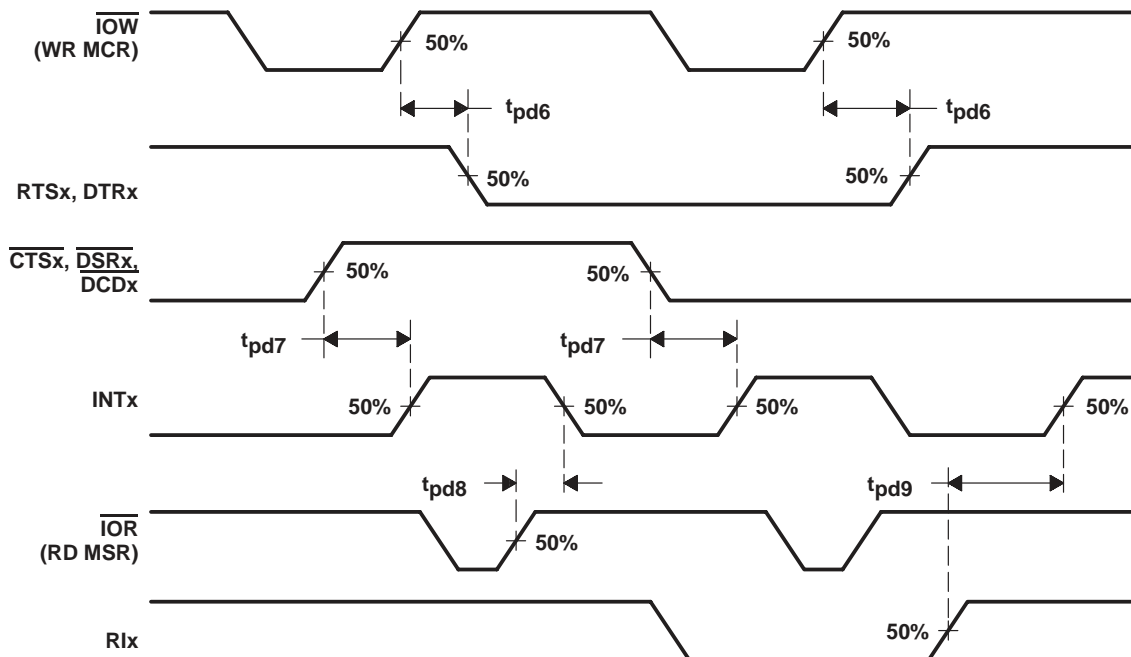 IOW
(WR MCR)
50%
50%
tpd6
tpd6
RTSx, DTRx
50%
50%
CTSx, DSRx,
DCDx
50%
50%
tpd7
tpd7
INTx
50%
50%
50%
50%
tpd8
tpd9
IOR
(RD MSR)
50%
RIx
50%